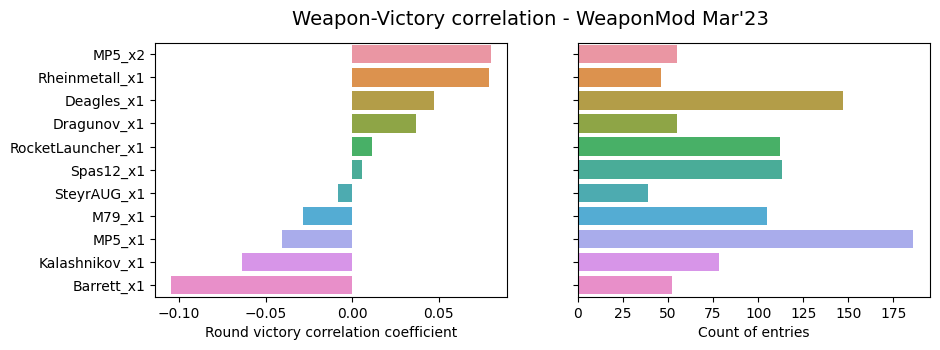 Weapon-Victory correlation - WeaponMod Mar'23
MP5_x2
Rheinmetall_x1
Deagles_x1
Dragunov_x1
RocketLauncher_x1
Spas12_x1
SteyrAUG_x1
M79_x1
MP5_x1
Kalashnikov_x1
Barrett_x1
−0.10 −0.05 0.00 0.05
Round victory correlation coefficient
0 25 50 75 100 125 150 175
Count of entries